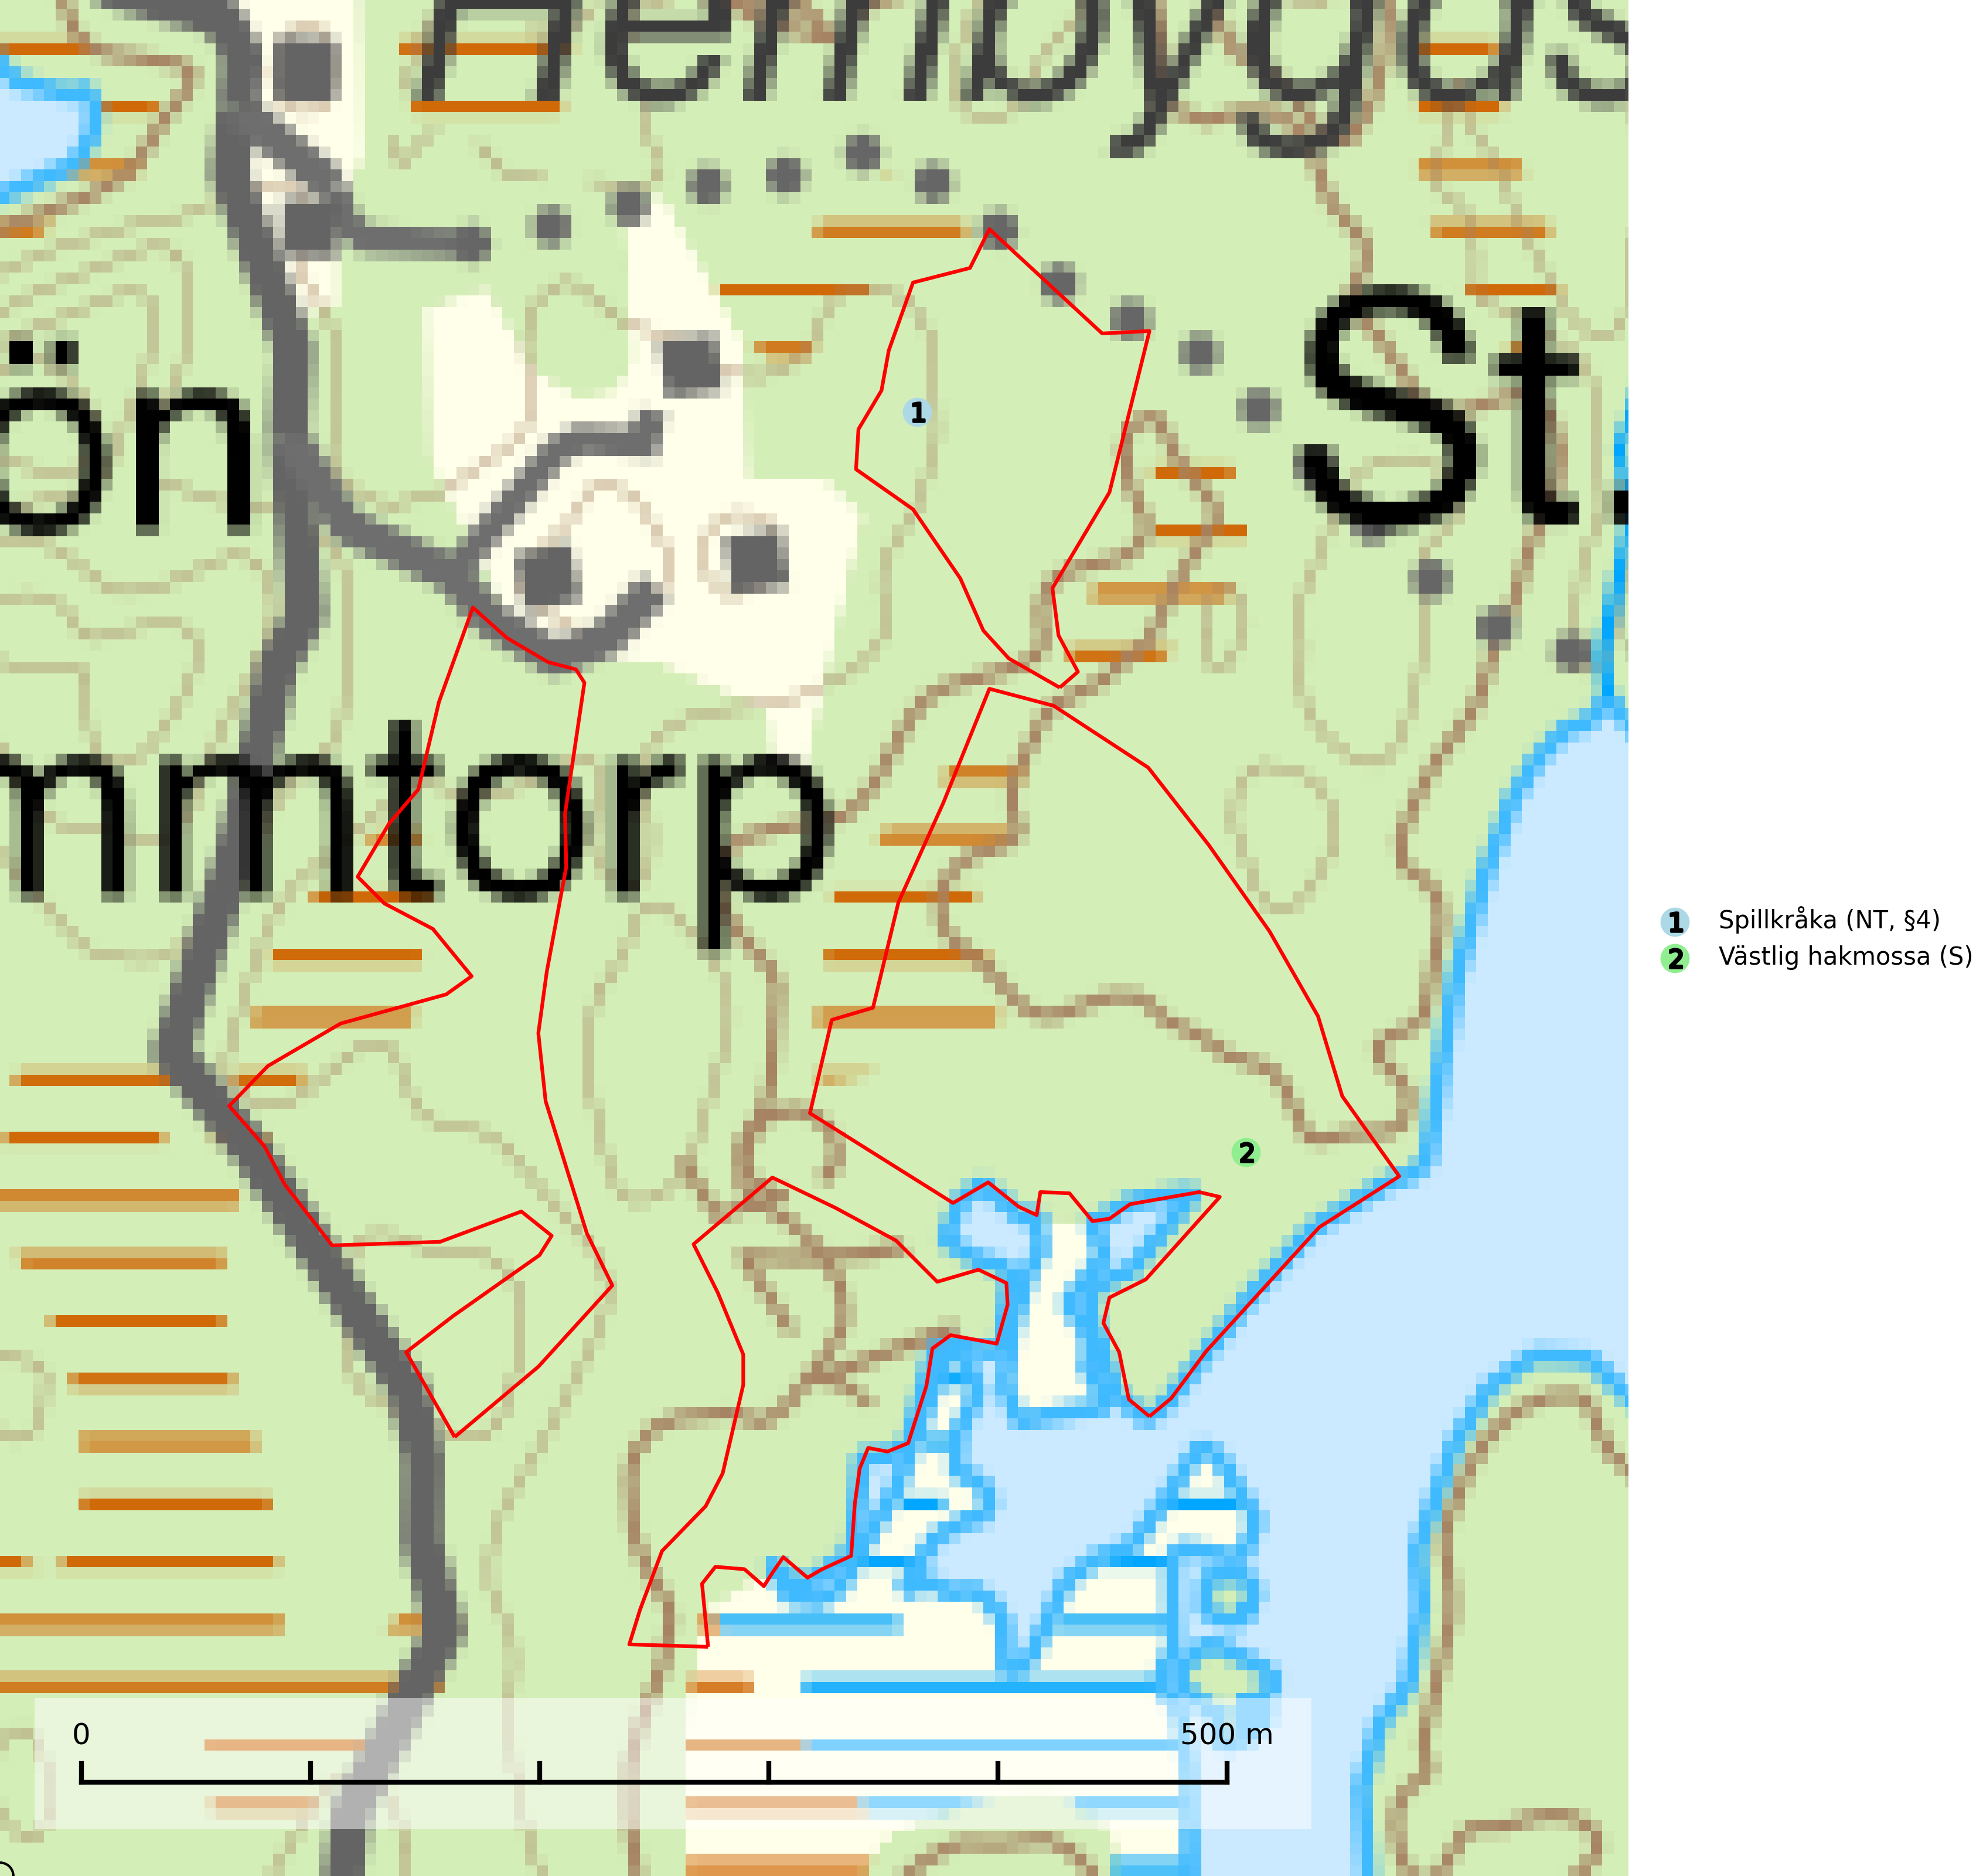 St
ön
mmtorp
1
2
1 Spillkråka (NT, §4)
2 Västlig hakmossa (S)
0 500 m